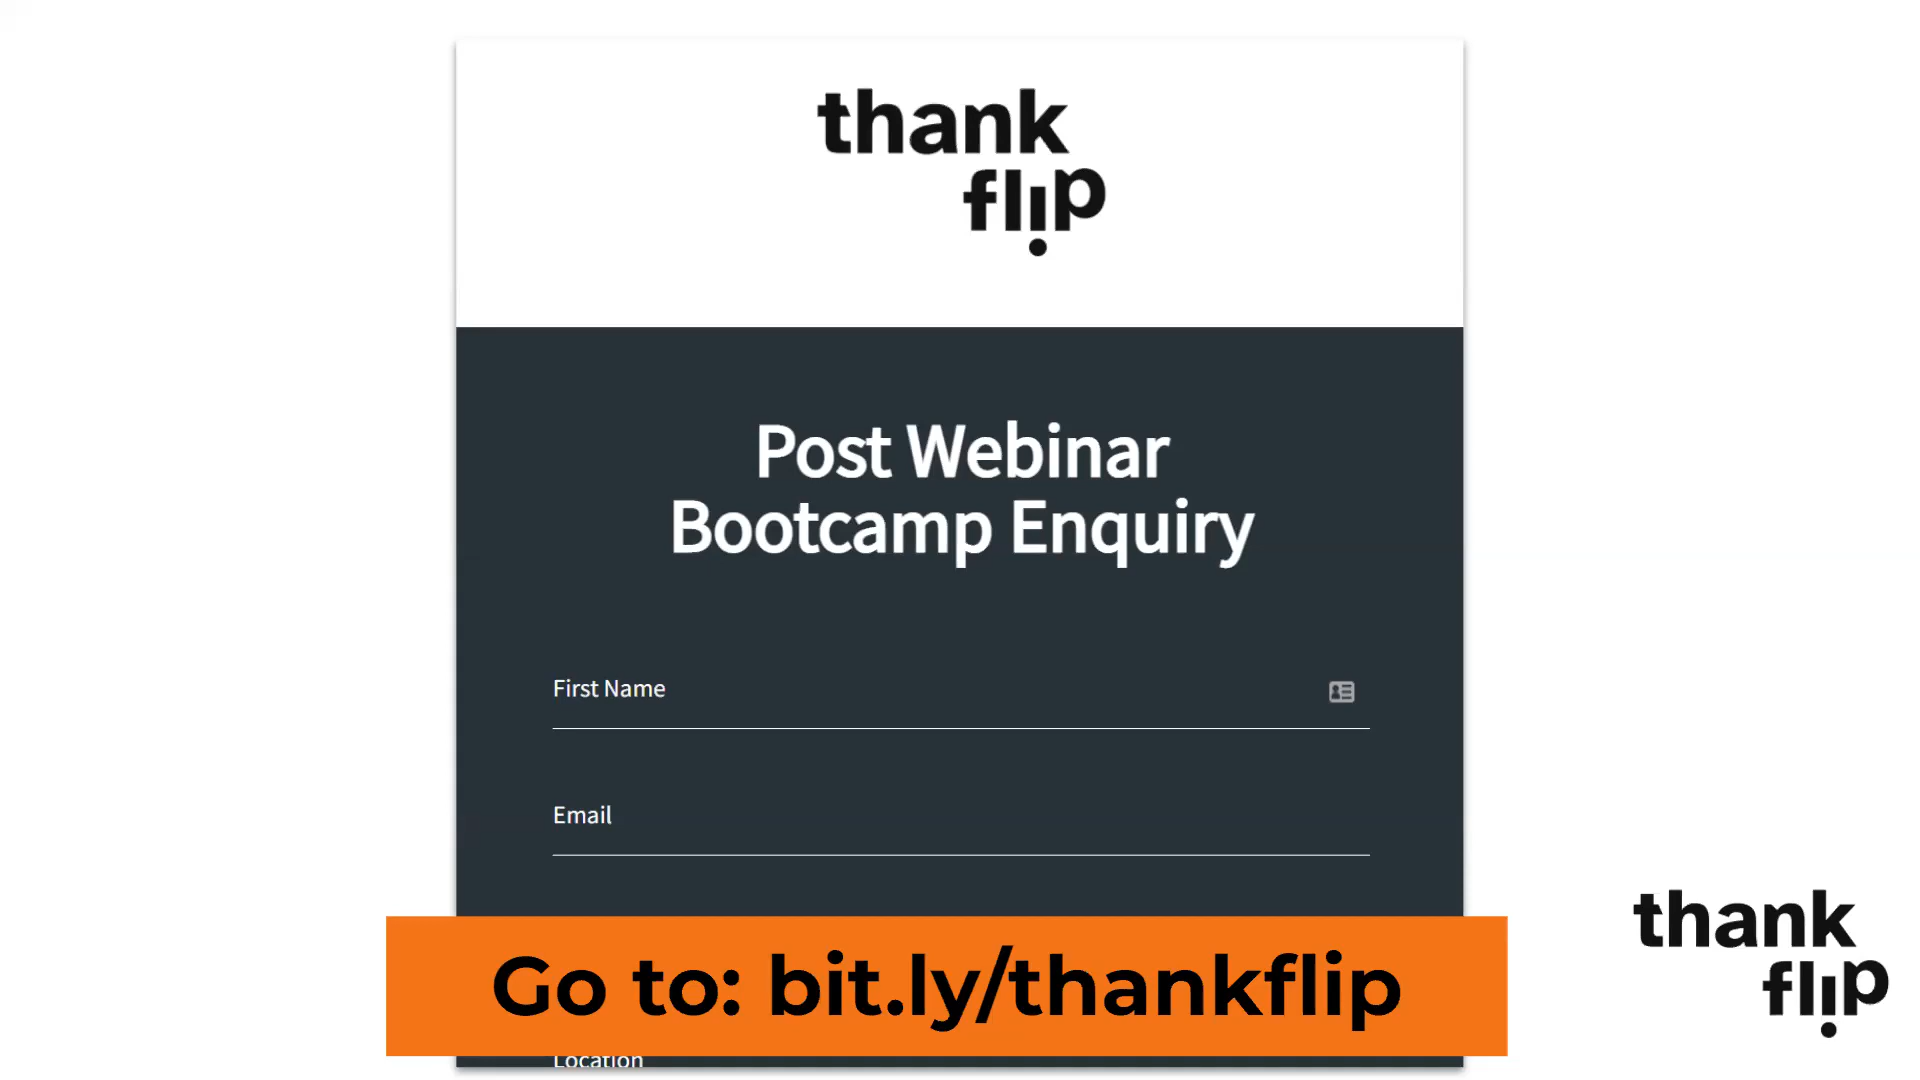 thank
flip
Post Webinar
Bootcamp Enquiry
First Name
Email
Go to: bit.ly/thankflip
Location
thank
flip